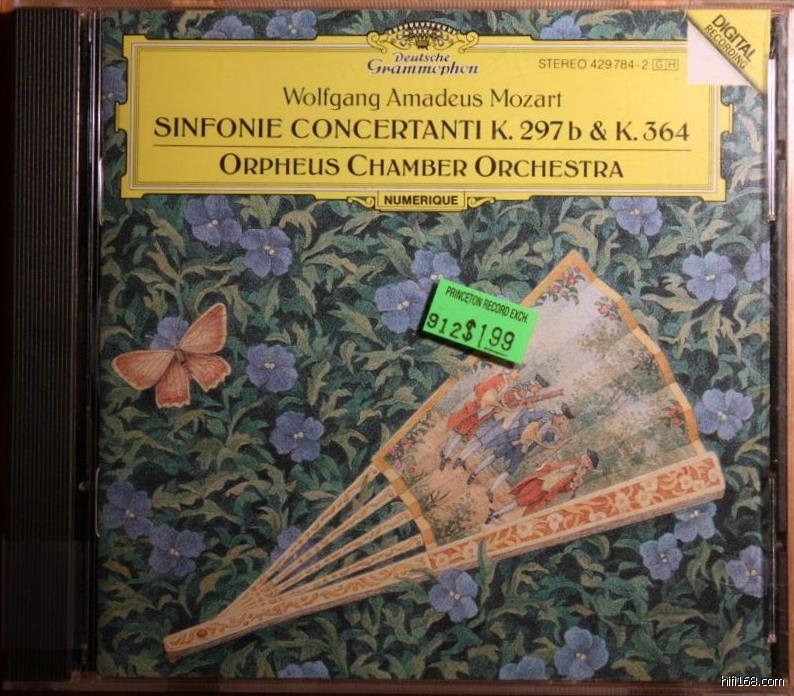 Deutsche
Grammophon
STEREO 429 784-2 GH
DIGITAL
RECORDING
Wolfgang Amadeus Mozart
SINFONIE CONCERTANTI K. 297b & K. 364
ORPHEUS CHAMBER ORCHESTRA
NUMERIQUE
PRINCETON RECORD EXCH.
912 $1.99
hifi168.com